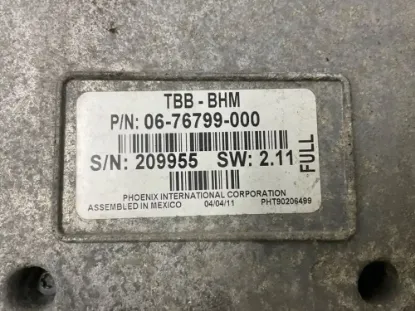 TBB - BHM
P/N: 06-76799-000
S/N: 209955 SW: 2.11
FULL
PHOENIX INTERNATIONAL CORPORATION
ASSEMBLED IN MEXICO 04/04/11 PHT90206499